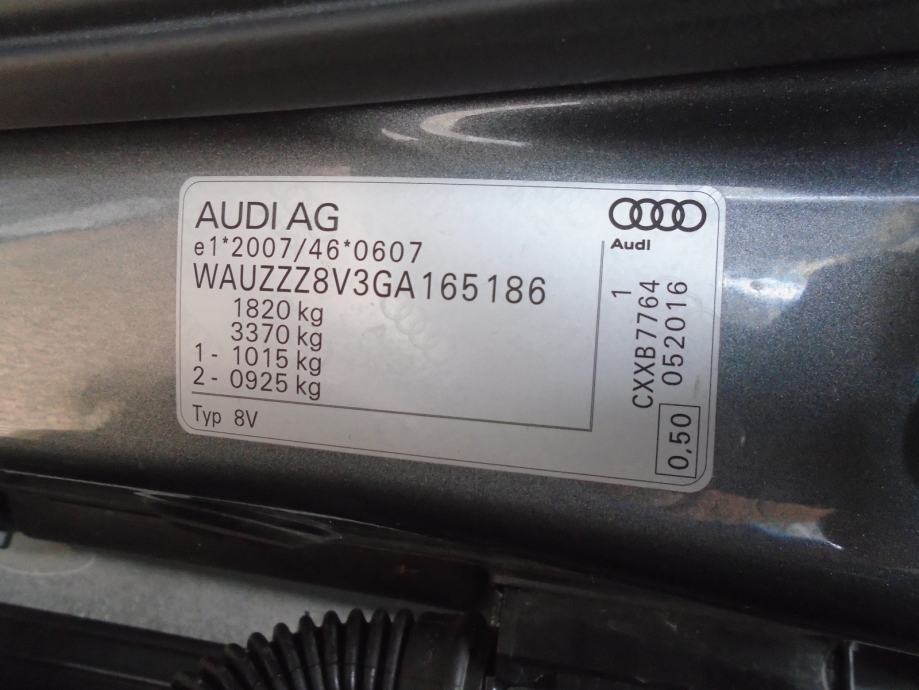 AUDI AG
e1*2007/46*0607
WAUZZZ8V3GA165186
1820 kg
3370 kg
1- 1015 kg
2- 0925 kg
Typ 8V
Audi
1
CXXB7764
052016
0,50